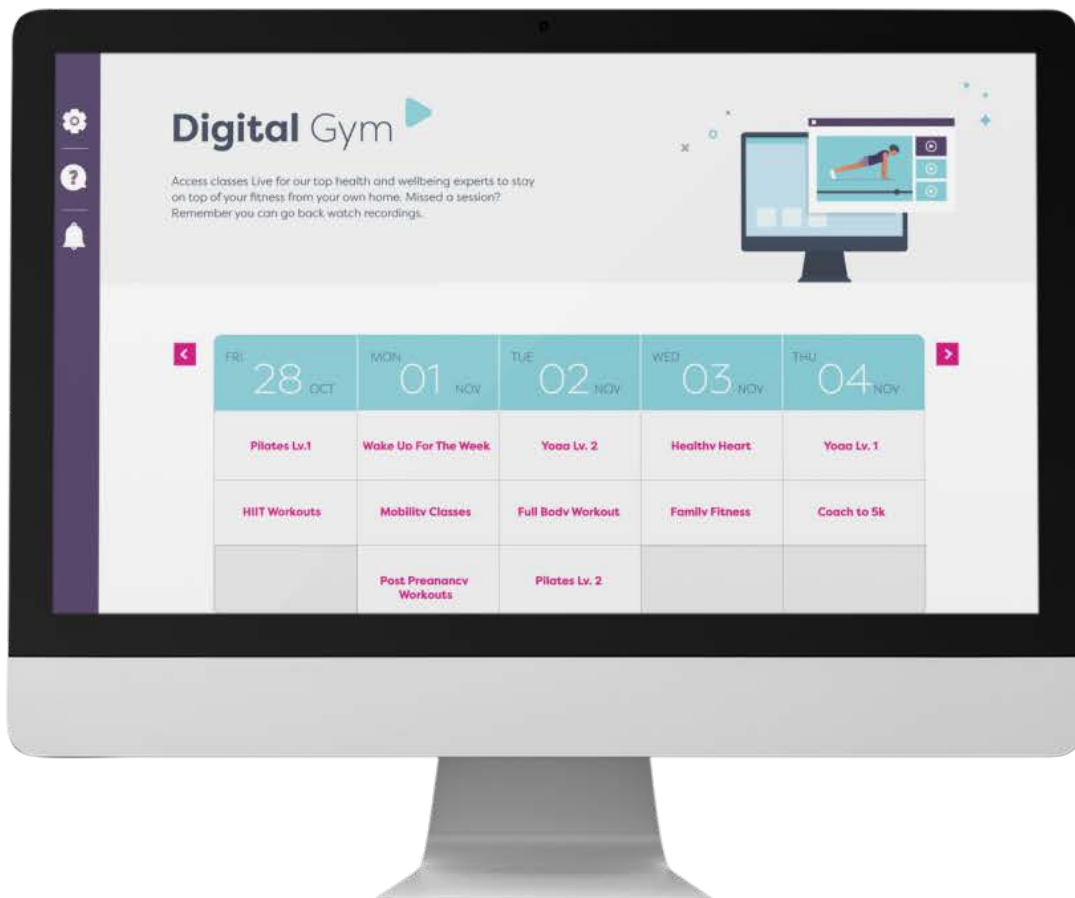 Digital Gym
Access classes Live for our top health and wellbeing experts to stay
on top of your fitness from your own home. Missed a session?
Remember you can go back watch recordings.
FRI 28 OCT
MON 01 NOV
TUE 02 NOV
WED 03 NOV
THU 04 NOV
Pilates Lv.1
Wake Up For The Week
Yoga Lv. 2
Healthy Heart
Yoga Lv. 1
HIIT Workouts
Mobility Classes
Full Body Workout
Family Fitness
Coach to 5k
Post Pregnancy
Workouts
Pilates Lv. 2